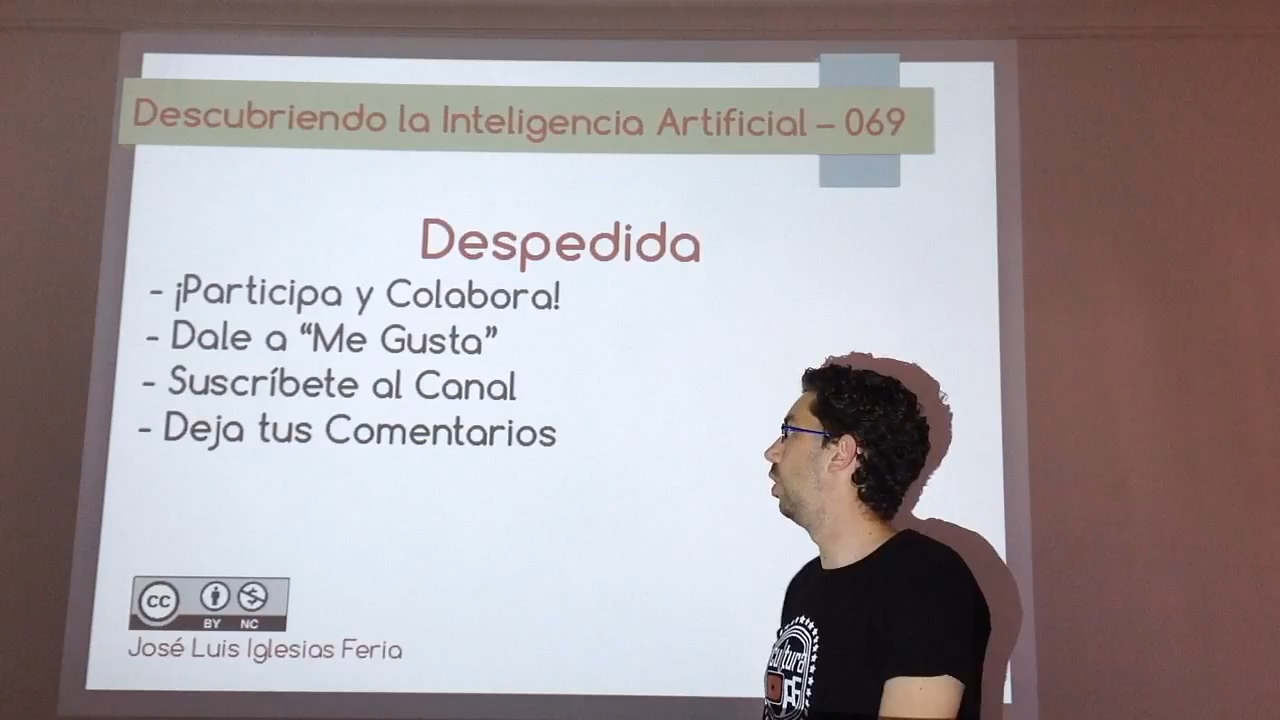 Descubriendo la Inteligencia Artificial – 069
Despedida
- ¡Participa y Colabora!
- Dale a “Me Gusta”
- Suscríbete al Canal
- Deja tus Comentarios
CC BY NC
José Luis Iglesias Feria